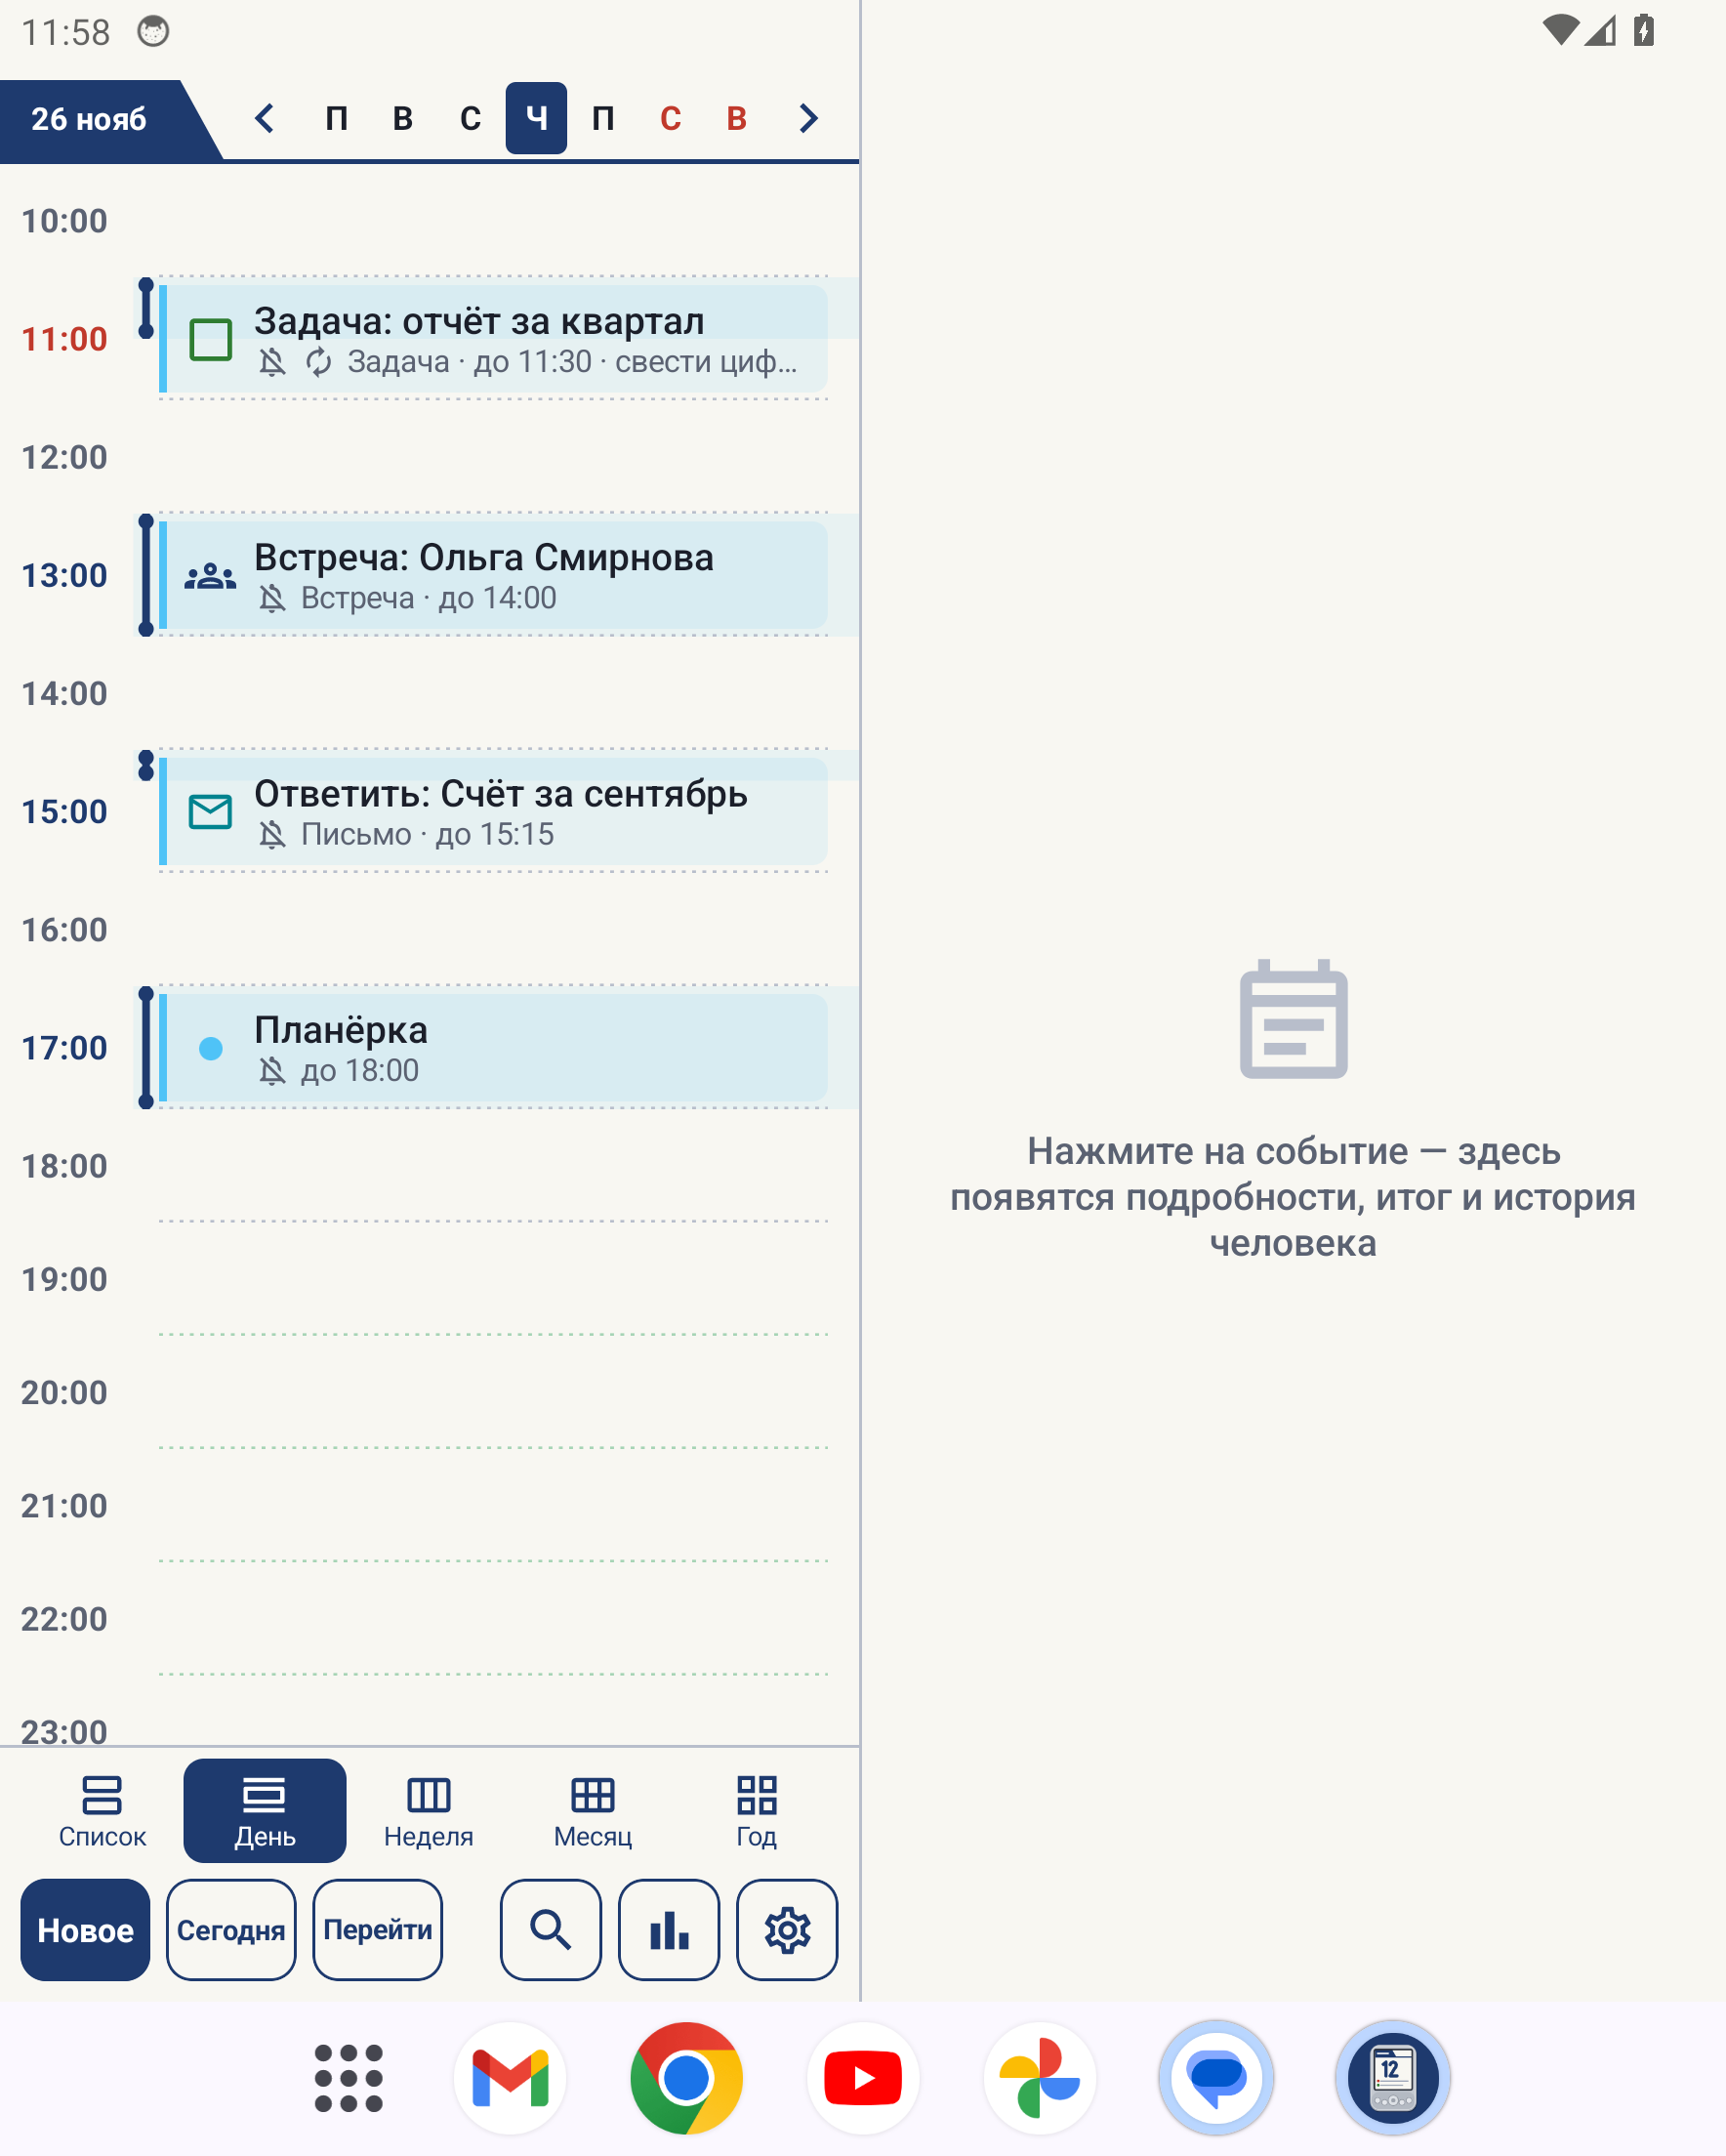 11:58
26 нояб
П В С Ч П С В
10:00
11:00
Задача: отчёт за квартал
Задача · до 11:30 · свести циф...
12:00
13:00
Встреча: Ольга Смирнова
Встреча · до 14:00
14:00
15:00
Ответить: Счёт за сентябрь
Письмо · до 15:15
16:00
17:00
Планёрка
до 18:00
18:00
19:00
20:00
21:00
22:00
23:00
Нажмите на событие — здесь
появятся подробности, итог и история
человека
Список День Неделя Месяц Год
Новое Сегодня Перейти
12